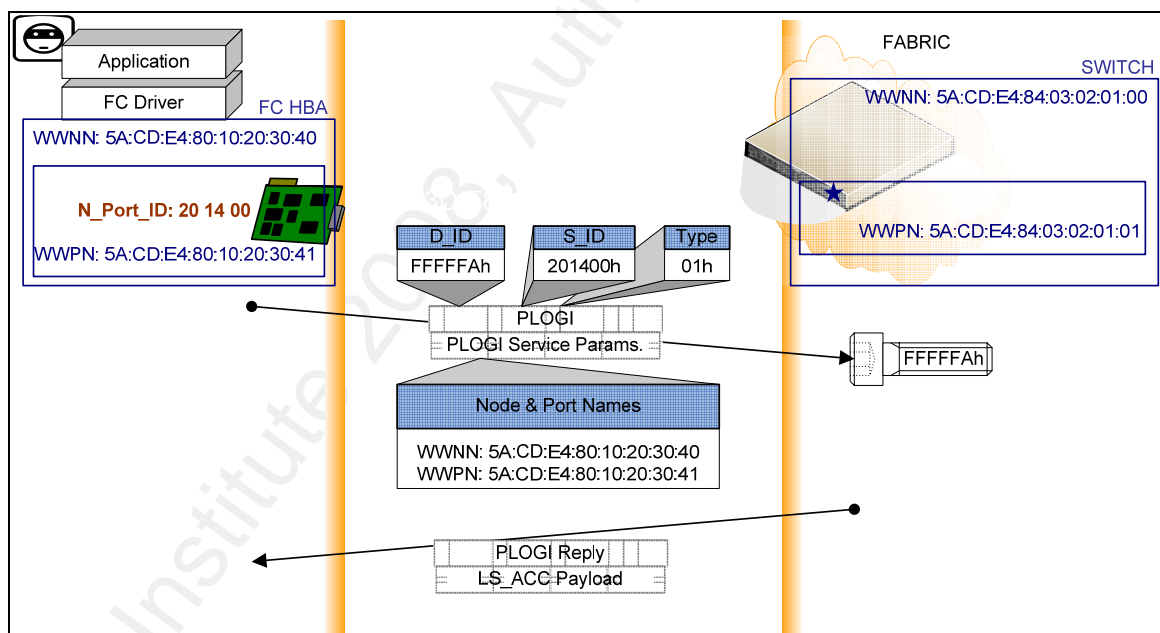 Application
FC Driver
FC HBA
WWNN: 5A:CD:E4:80:10:20:30:40
N_Port_ID: 20 14 00
WWPN: 5A:CD:E4:80:10:20:30:41
FABRIC
SWITCH
WWNN: 5A:CD:E4:84:03:02:01:00
WWPN: 5A:CD:E4:84:03:02:01:01
D_ID
FFFFFAh
S_ID
201400h
Type
01h
PLOGI
PLOGI Service Params.
FFFFFAh
Node & Port Names
WWNN: 5A:CD:E4:80:10:20:30:40
WWPN: 5A:CD:E4:80:10:20:30:41
PLOGI Reply
LS_ACC Payload
Institute, 2008, Auth